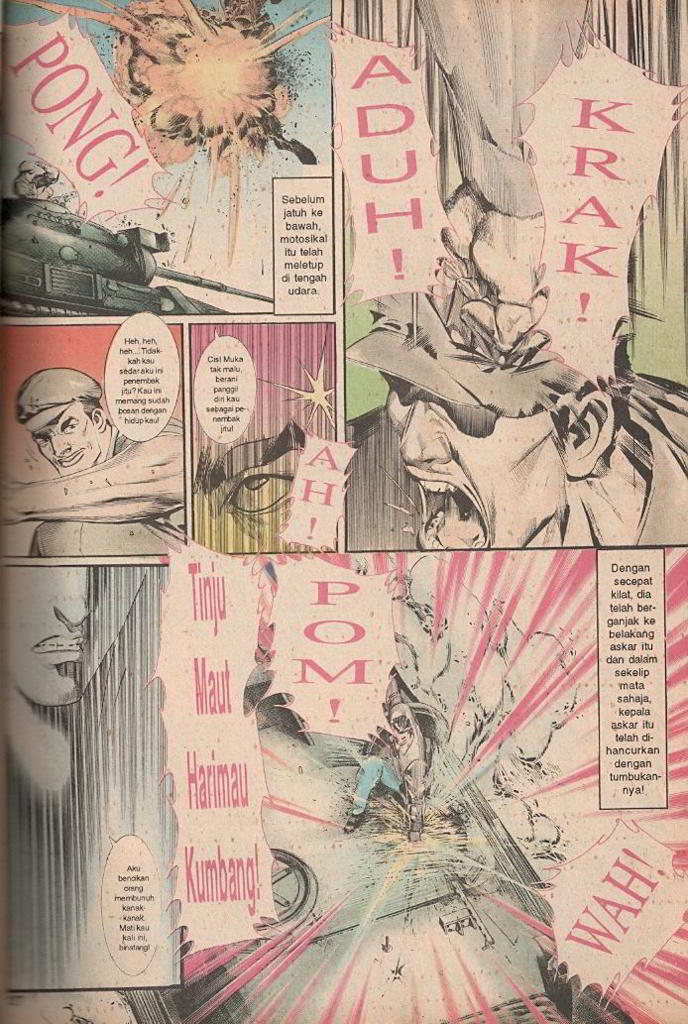 PONG!
Sebelum
jatuh ke
bawah,
motosikal
itu telah
meletup
di tengah
udara.
ADUH!
KRAK!
Heh, heh,
heh.... Tidak-
kah kau
sedar aku ini
penembak
jitu? Kau ini
memang sudah
bosan dengan
hidup kau!
Cis! Muka
tak malu,
berani
panggil
diri kau
sebagai pe-
nembak
jitu!
AH!
Aku
bencikan
orang
membunuh
kanak-
kanak.
Mati kau
kali ini,
binatang!
Tinju
Maut
Harimau
Kumbang!
POM!
Dengan
secepat
kilat, dia
telah ber-
ganjak ke
belakang
askar itu
dan dalam
sekelip
mata
sahaja,
kepala
askar itu
telah di-
hancurkan
dengan
tumbukan-
nya!
WAH!